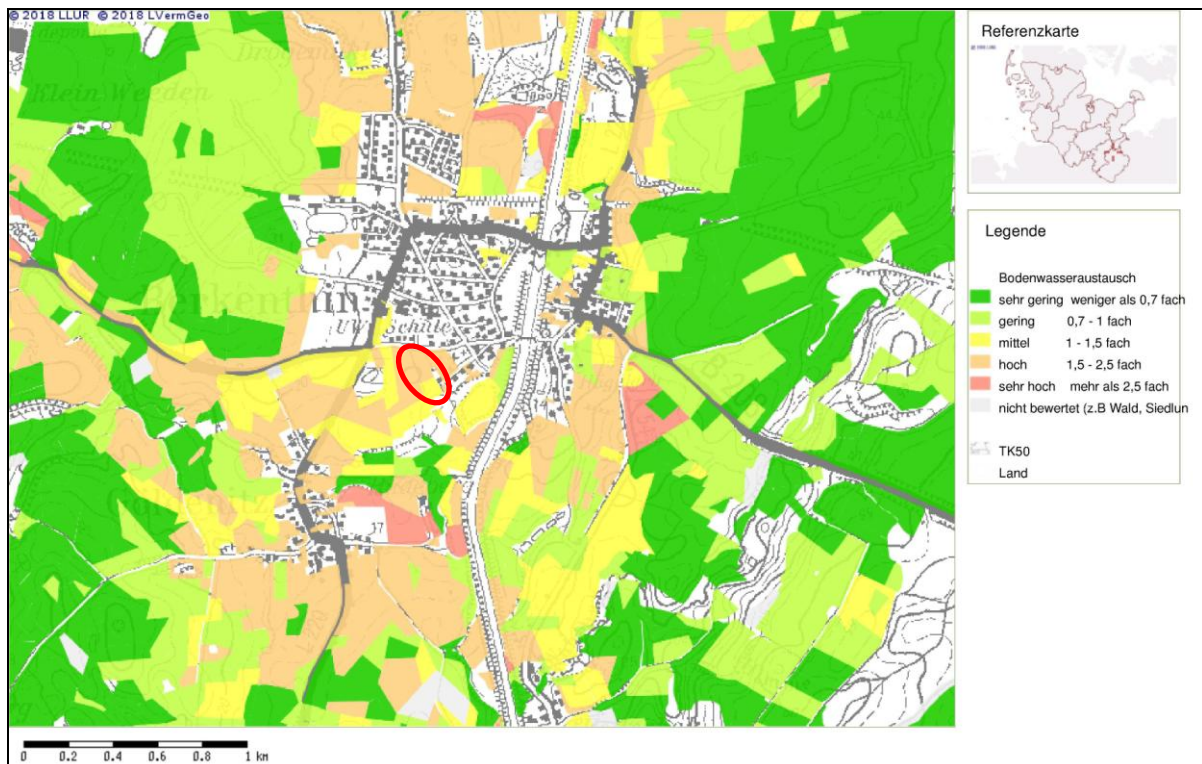 © 2018 LLUR © 2018 LVermGeo
Klein Weeden
Schule
17
0 0.2 0.4 0.6 0.8 1 km
Referenzkarte
Legende
Bodenwasseraustausch
sehr gering weniger als 0,7 fach
gering 0,7 - 1 fach
mittel 1 - 1,5 fach
hoch 1,5 - 2,5 fach
sehr hoch mehr als 2,5 fach
nicht bewertet (z.B Wald, Siedlun
TK50
Land